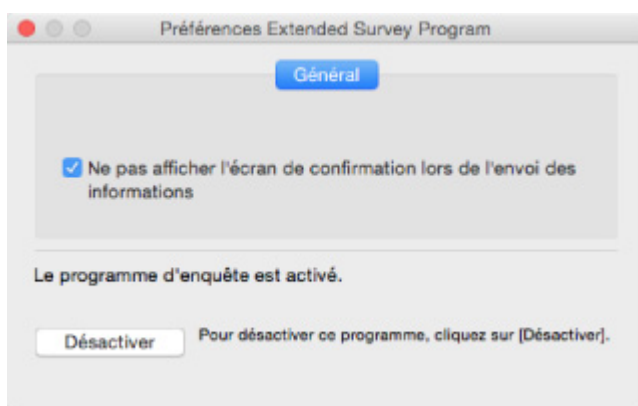 Préférences Extended Survey Program
Général
Ne pas afficher l'écran de confirmation lors de l'envoi des
informations
Le programme d'enquête est activé.
Désactiver
Pour désactiver ce programme, cliquez sur [Désactiver].